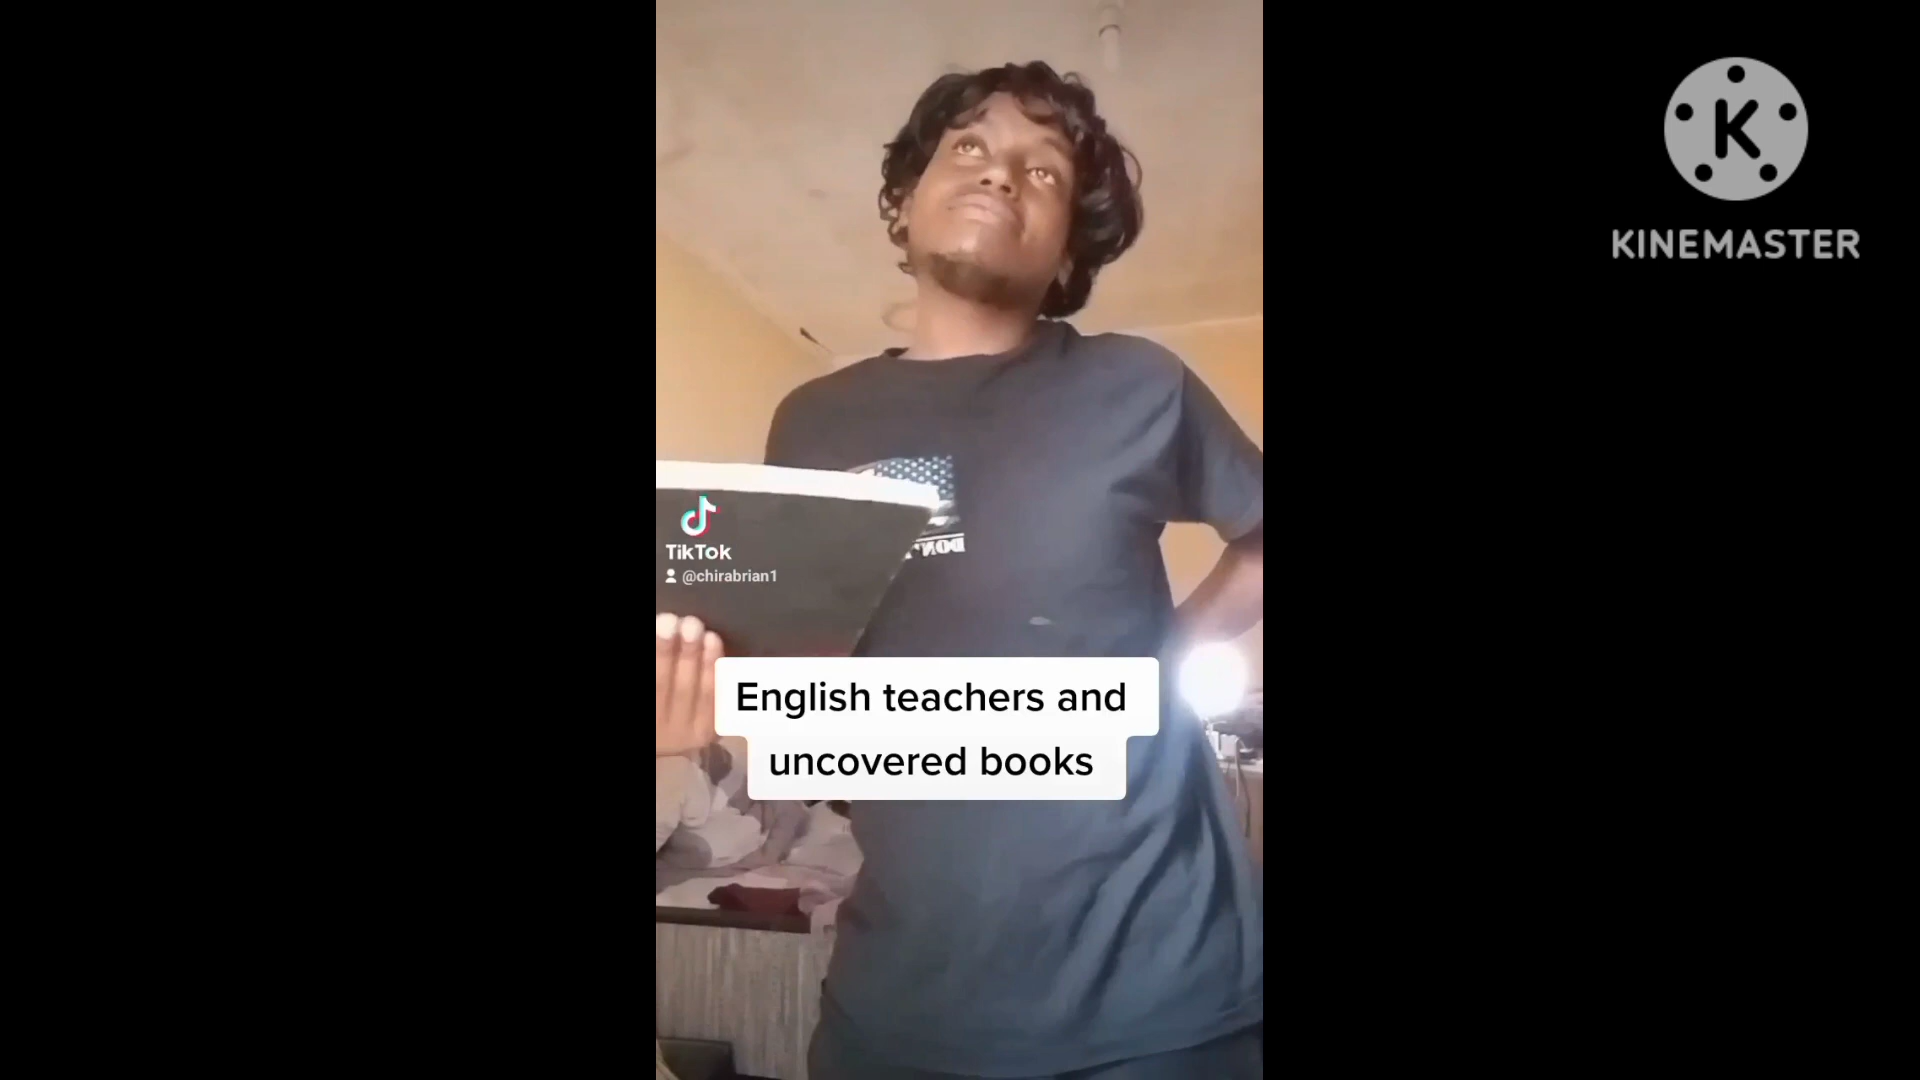 KINEMASTER
TikTok
@chirabrian1
English teachers and
uncovered books